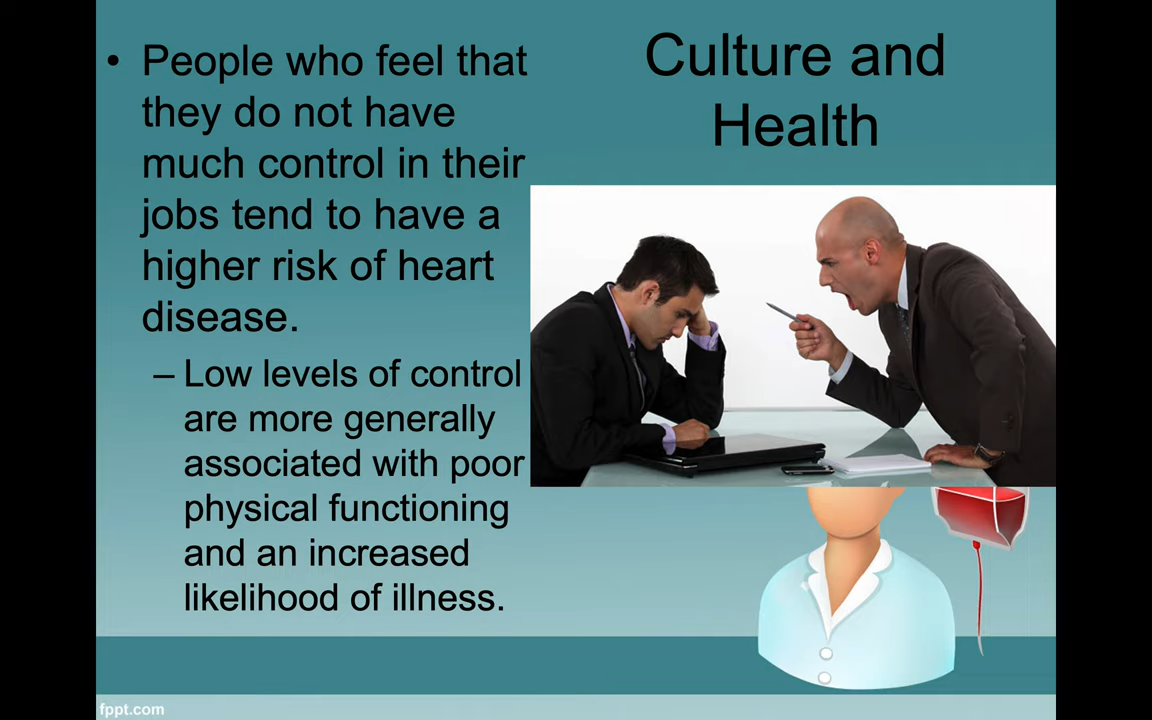 Culture and
Health
• People who feel that
they do not have
much control in their
jobs tend to have a
higher risk of heart
disease.
– Low levels of control
are more generally
associated with poor
physical functioning
and an increased
likelihood of illness.
fppt.com